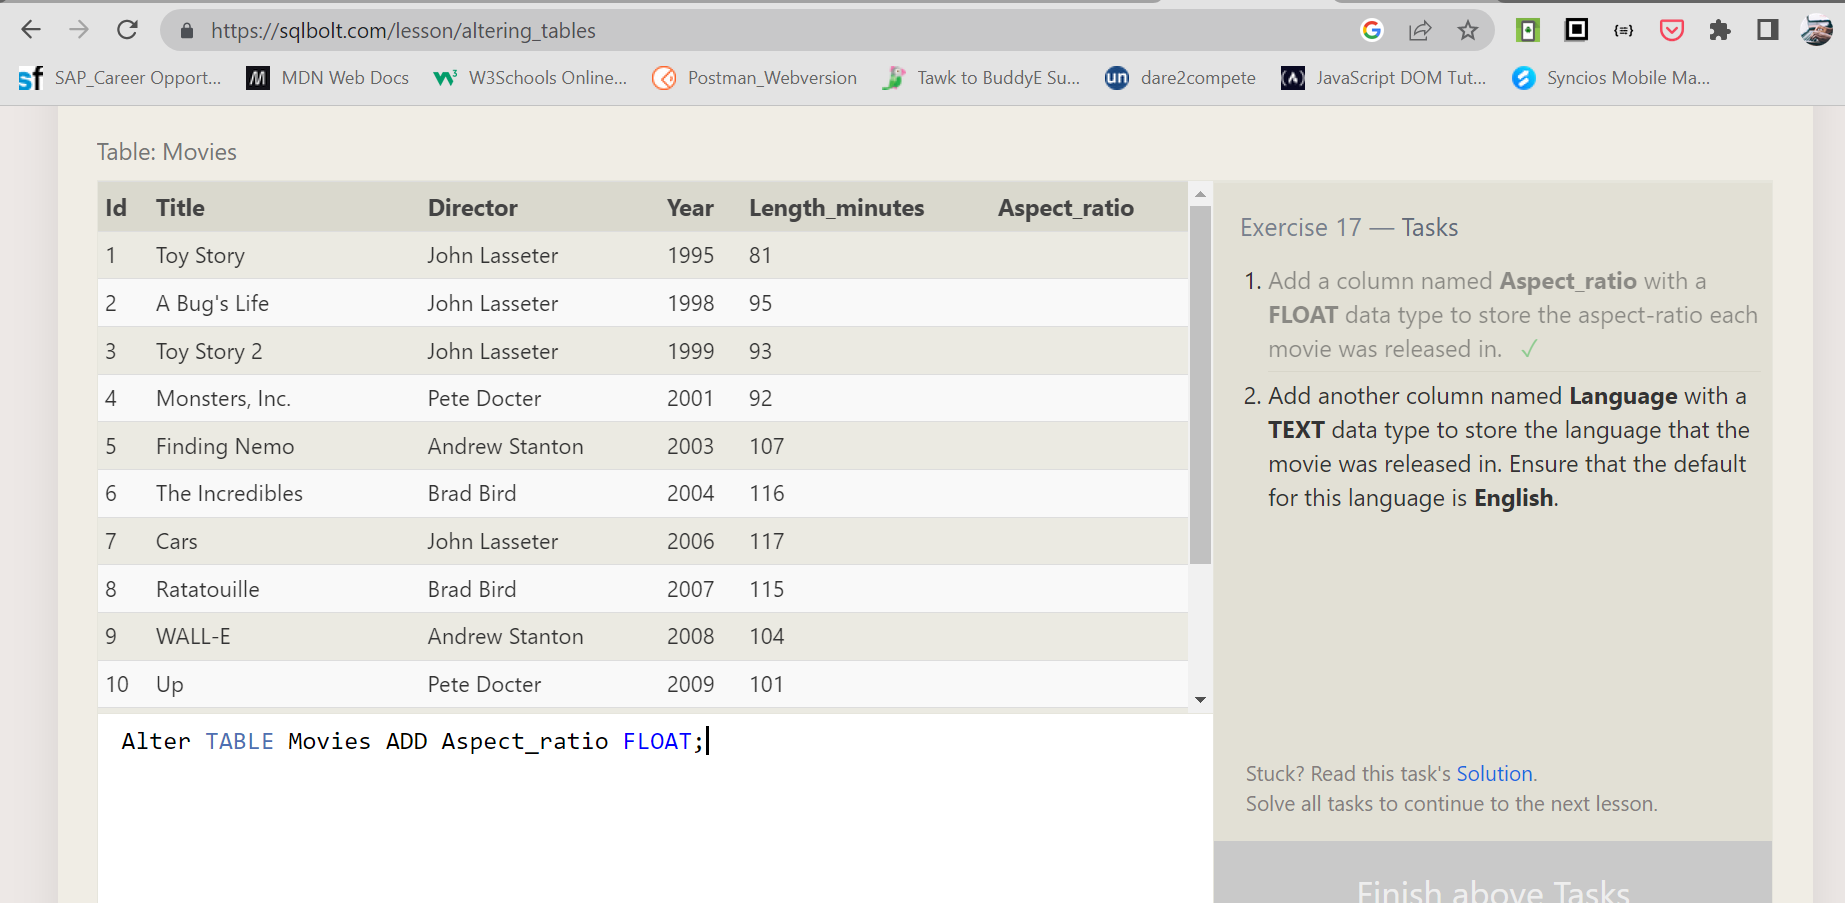 https://sqlbolt.com/lesson/altering_tables
SAP_Career Opport... MDN Web Docs W3Schools Online... Postman_Webversion Tawk to BuddyE Su... dare2compete JavaScript DOM Tut... Syncios Mobile Ma...
Table: Movies
Id Title Director Year Length_minutes Aspect_ratio
1 Toy Story John Lasseter 1995 81
2 A Bug's Life John Lasseter 1998 95
3 Toy Story 2 John Lasseter 1999 93
4 Monsters, Inc. Pete Docter 2001 92
5 Finding Nemo Andrew Stanton 2003 107
6 The Incredibles Brad Bird 2004 116
7 Cars John Lasseter 2006 117
8 Ratatouille Brad Bird 2007 115
9 WALL-E Andrew Stanton 2008 104
10 Up Pete Docter 2009 101
Alter TABLE Movies ADD Aspect_ratio FLOAT;
Exercise 17 — Tasks
1. Add a column named Aspect_ratio with a
FLOAT data type to store the aspect-ratio each
movie was released in. ✓
2. Add another column named Language with a
TEXT data type to store the language that the
movie was released in. Ensure that the default
for this language is English.
Stuck? Read this task's Solution.
Solve all tasks to continue to the next lesson.
Finish above Tasks